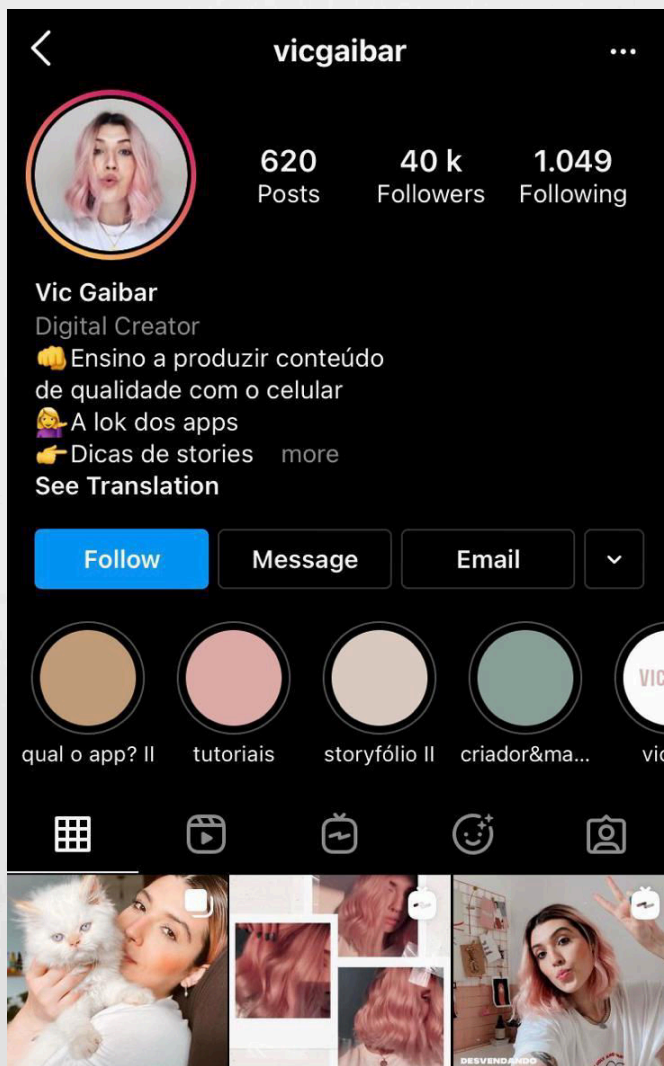 vicgaibar
620
40 k
1.049
Posts
Followers
Following
Vic Gaibar
Digital Creator
👊Ensino a produzir conteúdo
de qualidade com o celular
💁‍♀️A lok dos apps
👉Dicas de stories more
See Translation
Follow
Message
Email
VIC
qual o app? II
tutoriais
storyfólio II
criador&ma...
vic
DESVENDANDO